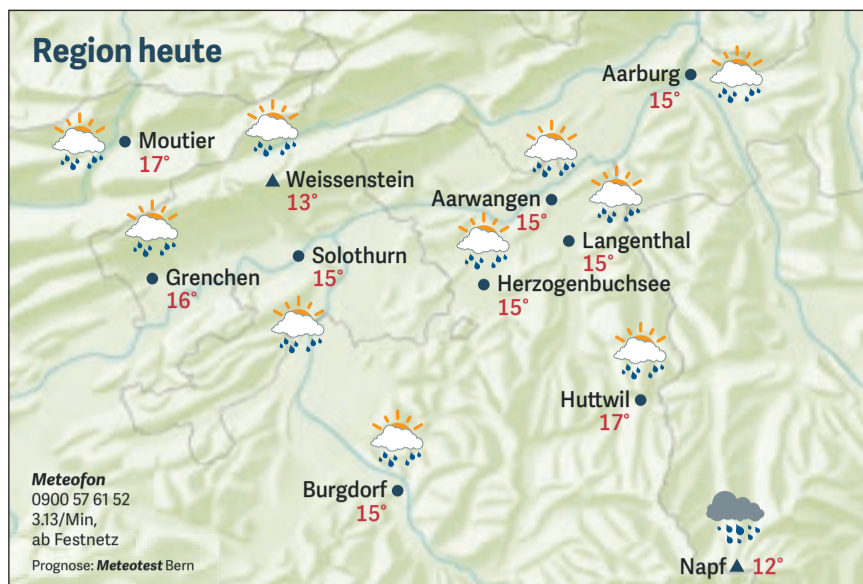 Region heute
Aarburg
15°
Moutier
17°
Weissenstein
13°
Aarwangen
15°
Langenthal
15°
Solothurn
15°
Grenchen
16°
Herzogenbuchsee
15°
Huttwil
17°
Burgdorf
15°
Napf 12°
Meteofon
0900 57 61 52
3.13/Min,
ab Festnetz
Prognose: Meteotest Bern